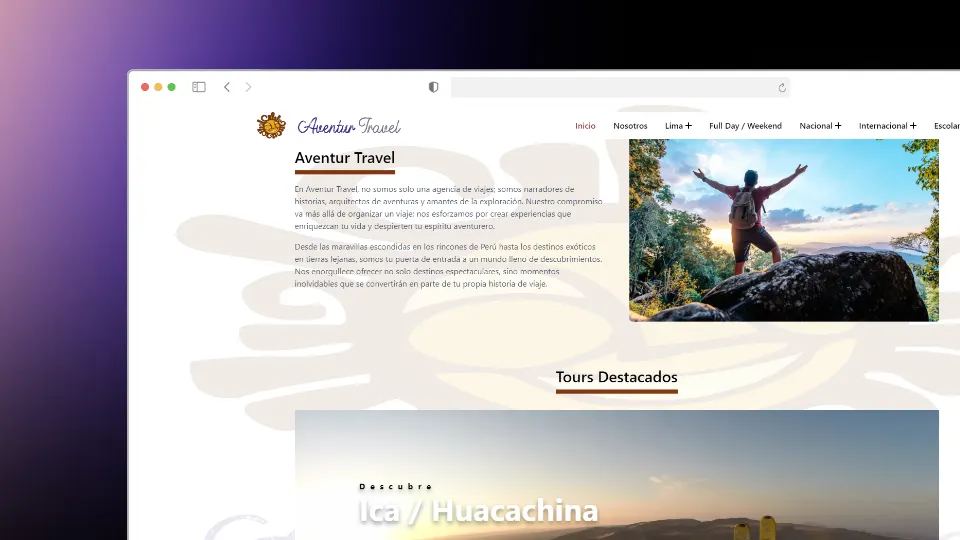 Aventur Travel
Inicio
Nosotros
Lima +
Full Day / Weekend
Nacional +
Internacional +
Escolar
Aventur Travel
En Aventur Travel, no somos solo una agencia de viajes; somos narradores de
historias, arquitectos de aventuras y amantes de la exploración. Nuestro compromiso
va más allá de organizar un viaje; nos esforzamos por crear experiencias que
enriquezcan tu vida y despierten tu espíritu aventurero.
Desde las maravillas escondidas en los rincones de Perú hasta los destinos exóticos
en tierras lejanas, somos tu puerta de entrada a un mundo lleno de descubrimientos.
Nos enorgullece ofrecer no solo destinos espectaculares, sino momentos
inolvidables que se convertirán en parte de tu propia historia de viaje.
Tours Destacados
Descubre
Ica / Huacachina